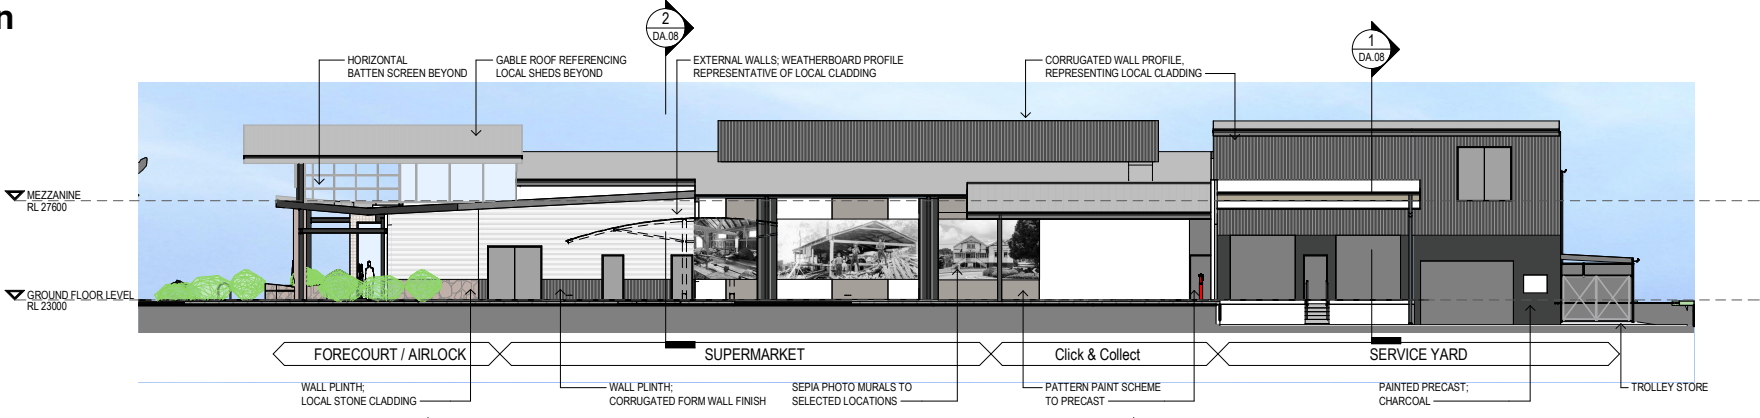 n
2
DA.08
1
DA.08
HORIZONTAL
BATTEN SCREEN BEYOND
GABLE ROOF REFERENCING
LOCAL SHEDS BEYOND
EXTERNAL WALLS; WEATHERBOARD PROFILE
REPRESENTATIVE OF LOCAL CLADDING
CORRUGATED WALL PROFILE,
REPRESENTING LOCAL CLADDING
MEZZANINE
RL 27600
GROUND FLOOR LEVEL
RL 23000
FORECOURT / AIRLOCK
SUPERMARKET
Click & Collect
SERVICE YARD
WALL PLINTH;
LOCAL STONE CLADDING
WALL PLINTH;
CORRUGATED FORM WALL FINISH
SEPIA PHOTO MURALS TO
SELECTED LOCATIONS
PATTERN PAINT SCHEME
TO PRECAST
PAINTED PRECAST;
CHARCOAL
TROLLEY STORE